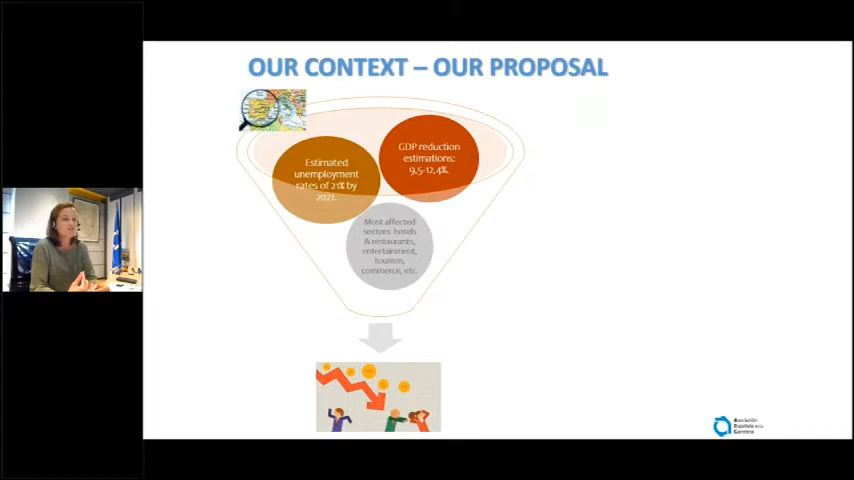 OUR CONTEXT – OUR PROPOSAL
GDP reduction
estimations:
9,5-12,4%.
Estimated
unemployment
rates of 21% by
2021.
Most affected
sectors: hotels
& restaurants,
entertainment,
tourism,
commerce, etc.
Asociación
Española de la
Carretera